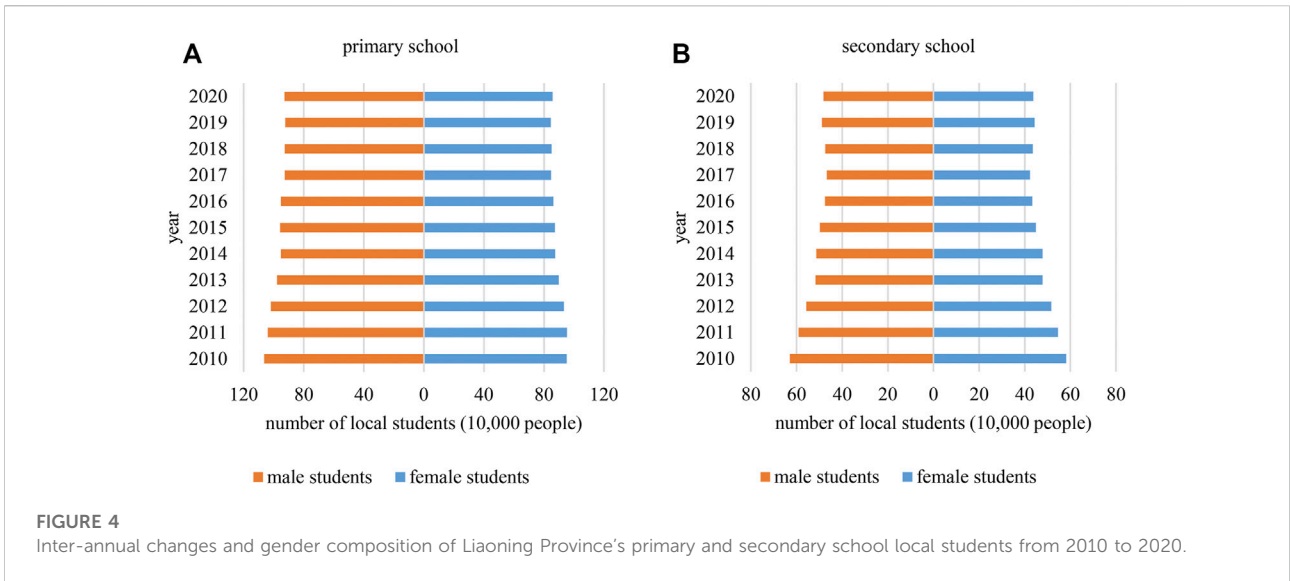 A
primary school
2020
2019
2018
2017
2016
2015
2014
2013
2012
2011
2010
year
120 80 40 0 40 80 120
number of local students (10,000 people)
male students female students
B
secondary school
2020
2019
2018
2017
2016
2015
2014
2013
2012
2011
2010
year
80 60 40 20 0 20 40 60 80
number of local students (10,000 people)
male students female students
FIGURE 4
Inter-annual changes and gender composition of Liaoning Province's primary and secondary school local students from 2010 to 2020.